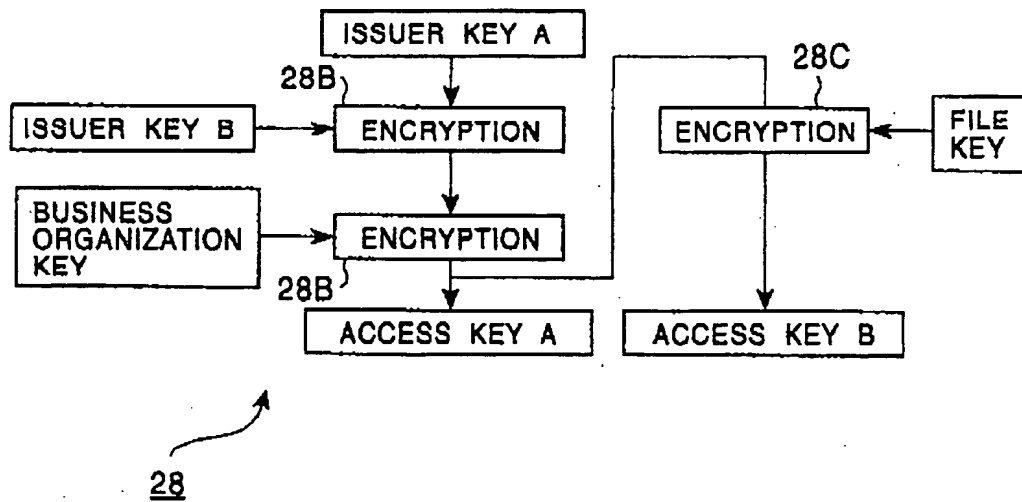 ISSUER KEY A
28B
28C
ISSUER KEY B
ENCRYPTION
ENCRYPTION
FILE
KEY
BUSINESS
ORGANIZATION
KEY
ENCRYPTION
28B
ACCESS KEY A
ACCESS KEY B
28